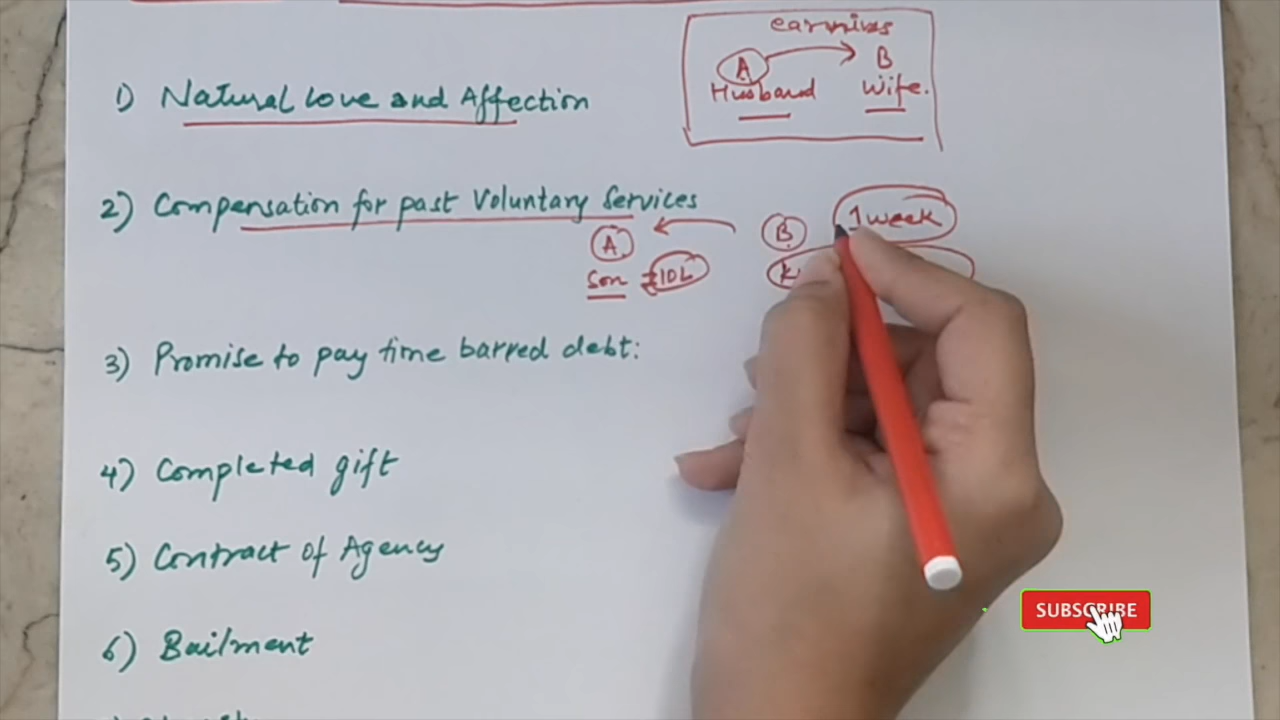 earnings
A B
Husband Wife.
1) Natural Love and Affection
2) Compensation for past Voluntary Services
1 week
A B
Son ₹10L
3) Promise to pay time barred debt:
4) Completed gift
5) Contract of Agency
6) Bailment
SUBSCRIBE